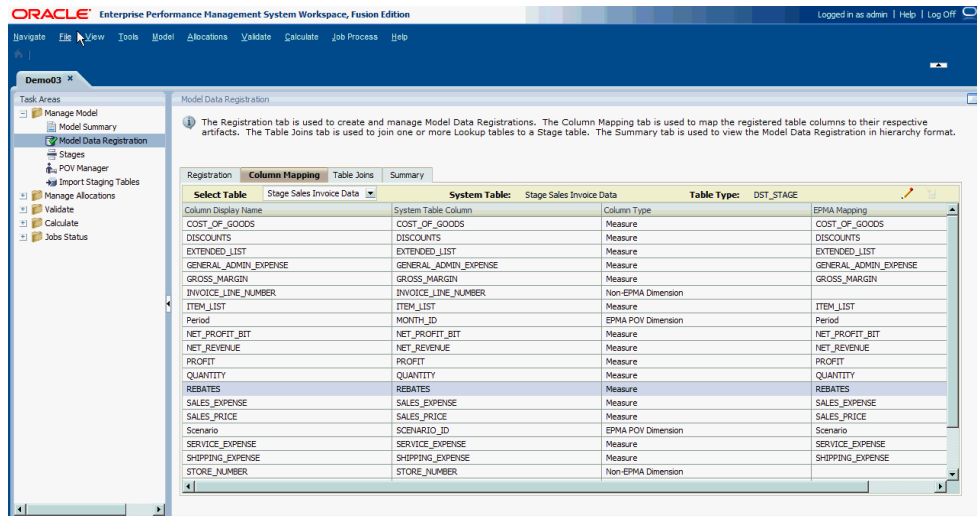 ORACLE Enterprise Performance Management System Workspace, Fusion Edition
Logged in as admin | Help | Log Off
Navigate File View Tools Model Allocations Validate Calculate Job Process Help
Demo03
Task Areas
Manage Model
Model Summary
Model Data Registration
Stages
POV Manager
Import Staging Tables
Manage Allocations
Validate
Calculate
Jobs Status
Model Data Registration
The Registration tab is used to create and manage Model Data Registrations. The Column Mapping tab is used to map the registered table columns to their respective
artifacts. The Table Joins tab is used to join one or more Lookup tables to a Stage table. The Summary tab is used to view the Model Data Registration in hierarchy format.
Registration Column Mapping Table Joins Summary
Select Table Stage Sales Invoice Data System Table: Stage Sales Invoice Data Table Type: DST_STAGE
Column Display Name System Table Column Column Type EPMA Mapping
COST_OF_GOODS COST_OF_GOODS Measure COST_OF_GOODS
DISCOUNTS DISCOUNTS Measure DISCOUNTS
EXTENDED_LIST EXTENDED_LIST Measure EXTENDED_LIST
GENERAL_ADMIN_EXPENSE GENERAL_ADMIN_EXPENSE Measure GENERAL_ADMIN_EXPENSE
GROSS_MARGIN GROSS_MARGIN Measure GROSS_MARGIN
INVOICE_LINE_NUMBER INVOICE_LINE_NUMBER Non-EPMA Dimension
ITEM_LIST ITEM_LIST Measure ITEM_LIST
Period MONTH_ID EPMA POV Dimension Period
NET_PROFIT_BIT NET_PROFIT_BIT Measure NET_PROFIT_BIT
NET_REVENUE NET_REVENUE Measure NET_REVENUE
PROFIT PROFIT Measure PROFIT
QUANTITY QUANTITY Measure QUANTITY
REBATES REBATES Measure REBATES
SALES_EXPENSE SALES_EXPENSE Measure SALES_EXPENSE
SALES_PRICE SALES_PRICE Measure SALES_PRICE
Scenario SCENARIO_ID EPMA POV Dimension Scenario
SERVICE_EXPENSE SERVICE_EXPENSE Measure SERVICE_EXPENSE
SHIPPING_EXPENSE SHIPPING_EXPENSE Measure SHIPPING_EXPENSE
STORE_NUMBER STORE_NUMBER Non-EPMA Dimension